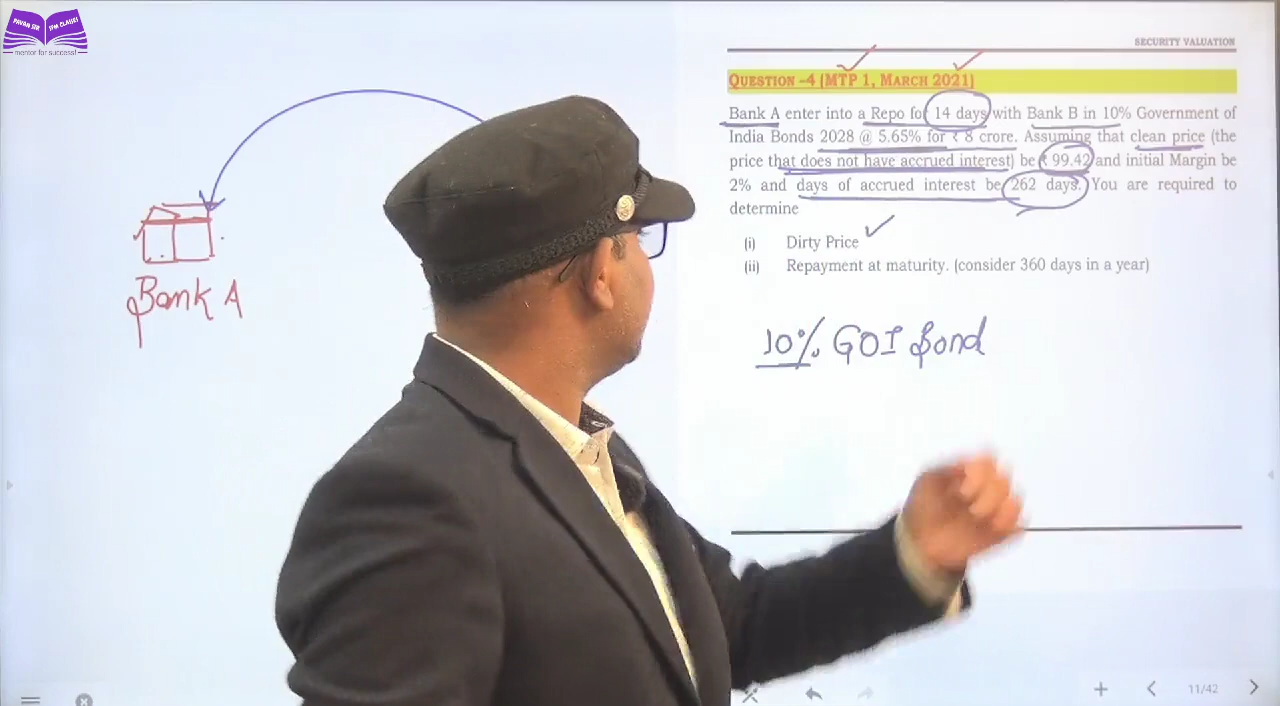 PAVAN SIR SPM CLASSES
mentor for success!
SECURITY VALUATION
QUESTION -4 (MTP 1, MARCH 2021)
Bank A enter into a Repo for 14 days with Bank B in 10% Government of
India Bonds 2028 @ 5.65% for ₹ 8 crore. Assuming that clean price (the
price that does not have accrued interest) be ₹ 99.42 and initial Margin be
2% and days of accrued interest be 262 days. You are required to
determine
(i) Dirty Price
(ii) Repayment at maturity. (consider 360 days in a year)
Bank A
10% GOI Bond
11/42